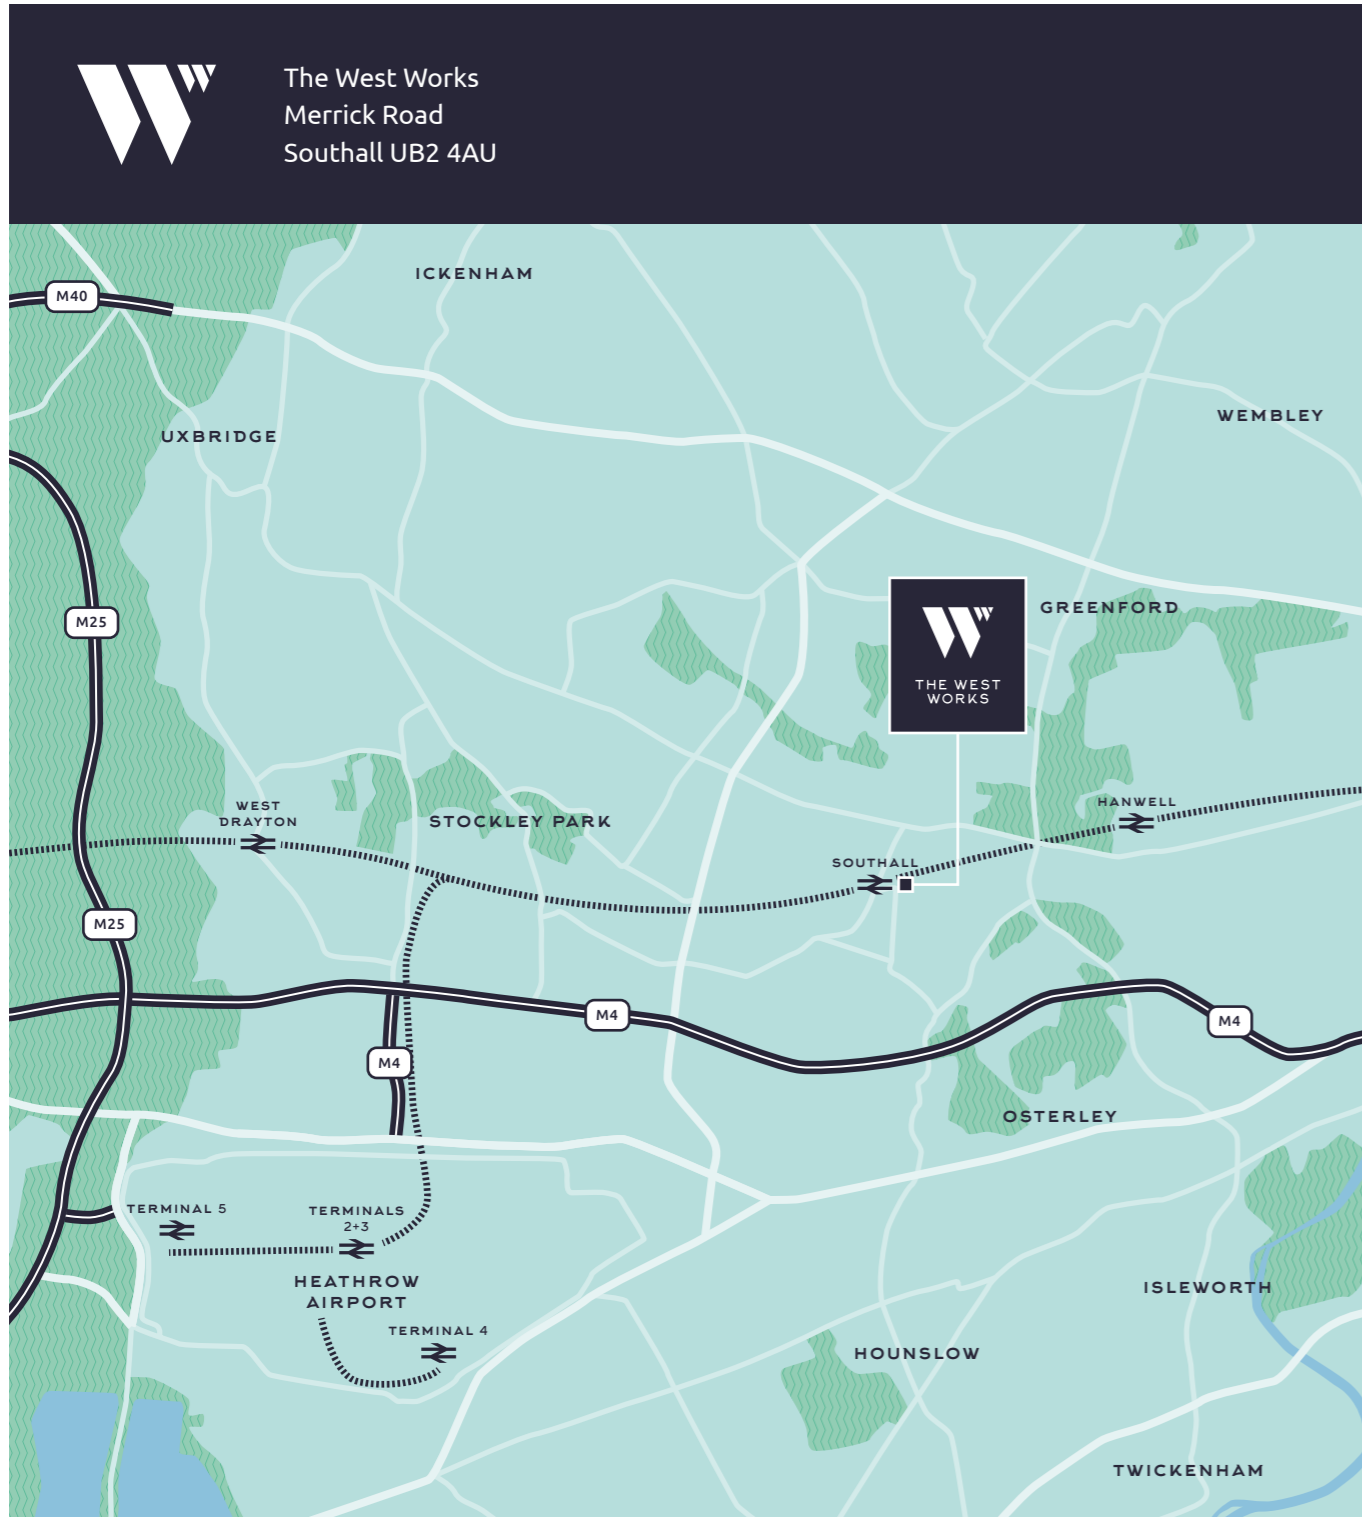 The West Works
Merrick Road
Southall UB2 4AU
ICKENHAM
M40
WEMBLEY
UXBRIDGE
GREENFORD
M25
THE WEST
WORKS
WEST
DRAYTON
HANWELL
STOCKLEY PARK
SOUTHALL
M25
M4
M4
M4
OSTERLEY
TERMINAL 5
TERMINALS
2+3
HEATHROW
AIRPORT
ISLEWORTH
TERMINAL 4
HOUNSLOW
TWICKENHAM